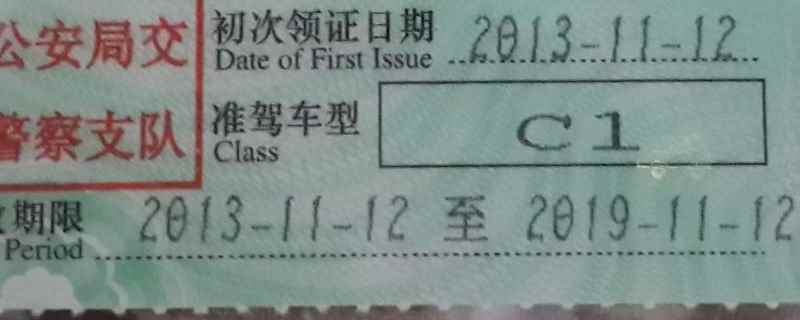 公安局交
警察支队
初次领证日期 2013-11-12
Date of First Issue
准驾车型 C1
Class
期限 2013-11-12 至 2019-11-12
Period